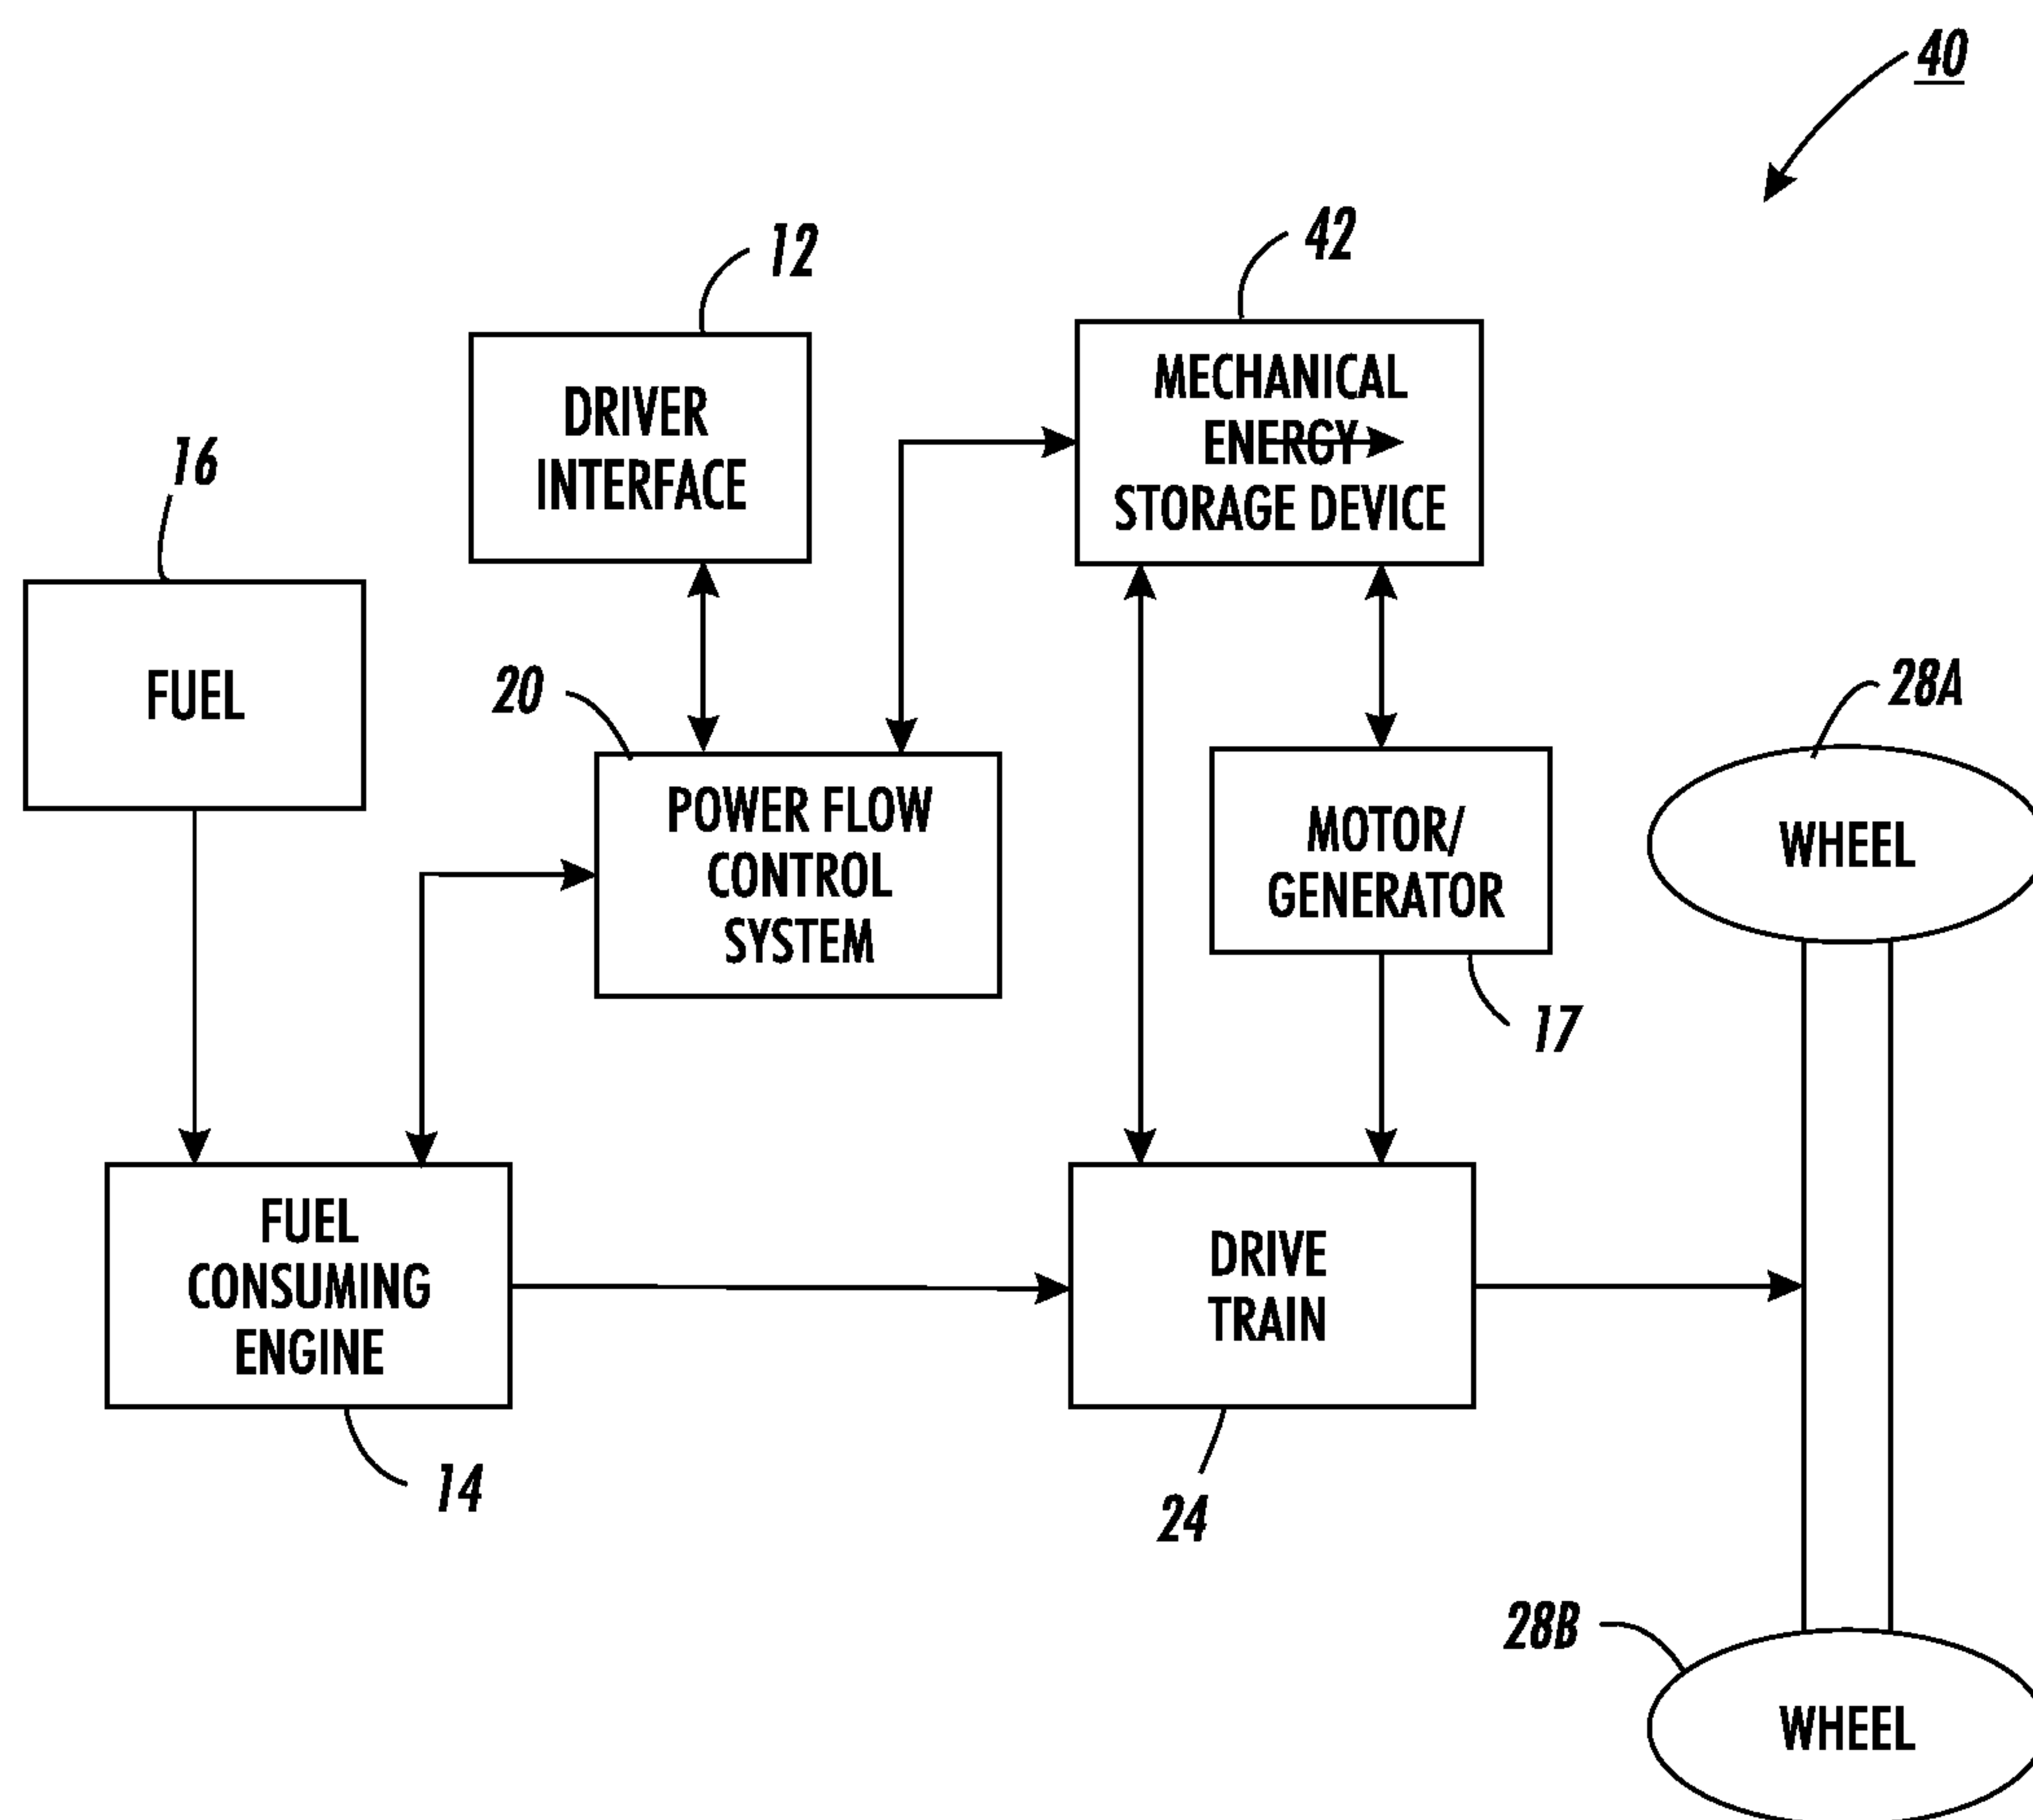 40
12
42
DRIVER
INTERFACE
MECHANICAL
ENERGY
STORAGE DEVICE
16
FUEL
20
POWER FLOW
CONTROL
SYSTEM
MOTOR/
GENERATOR
17
28A
WHEEL
FUEL
CONSUMING
ENGINE
14
DRIVE
TRAIN
24
28B
WHEEL